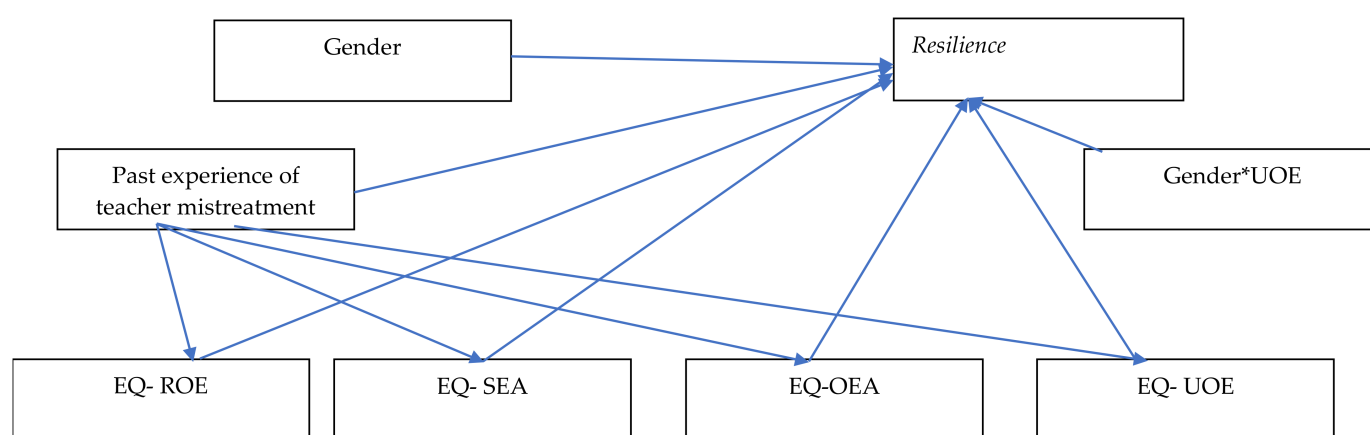 Gender
Resilience
Past experience of
teacher mistreatment
Gender*UOE
EQ- ROE
EQ- SEA
EQ-OEA
EQ- UOE